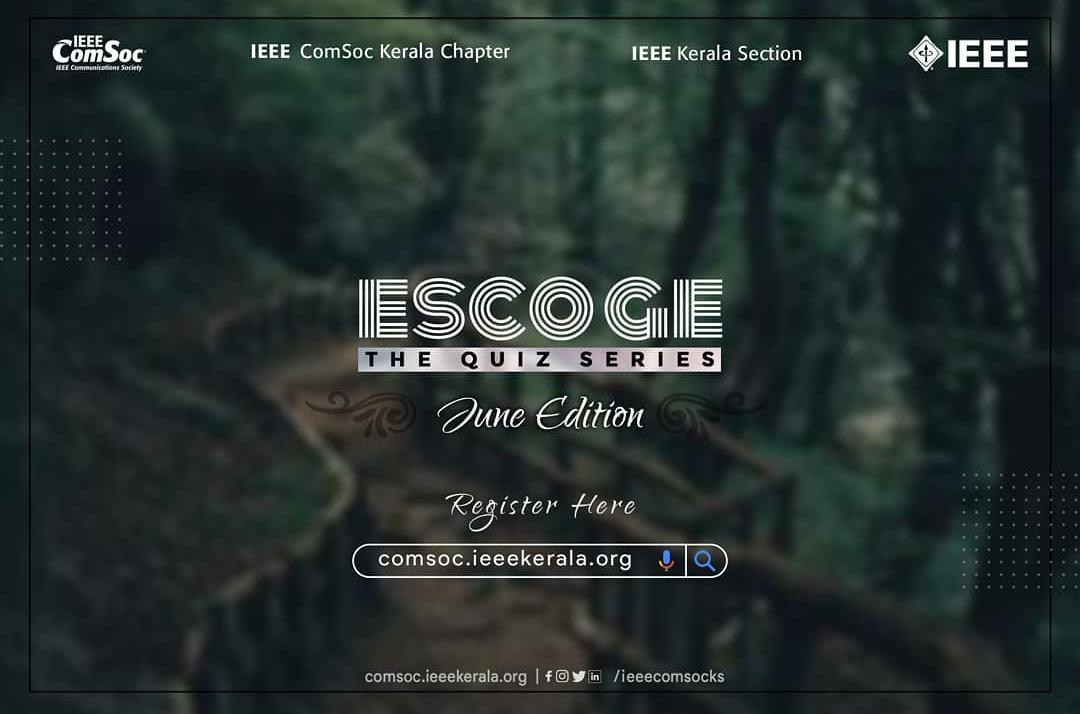 IEEE ComSoc IEEE Communications Society
IEEE ComSoc Kerala Chapter
IEEE Kerala Section
IEEE
ESCOGE
THE QUIZ SERIES
June Edition
Register Here
comsoc.ieeekerala.org
comsoc.ieeekerala.org | /ieeecomsocks